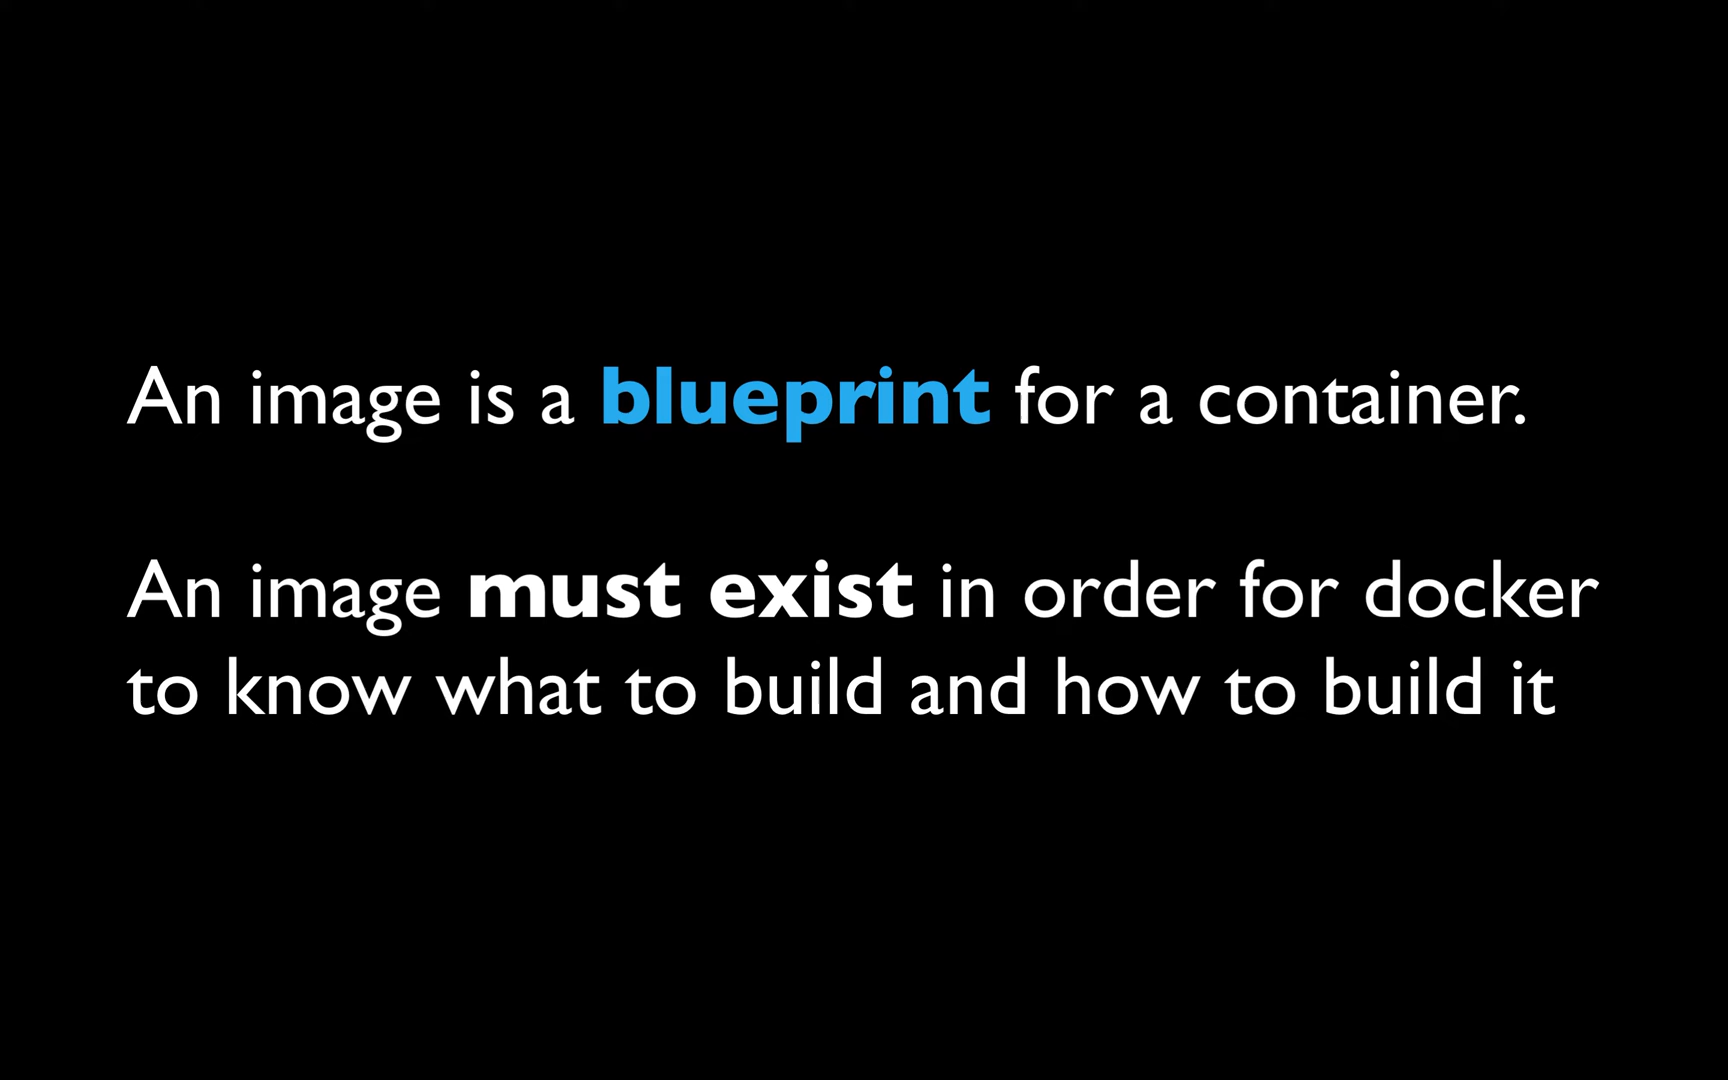 An image is a blueprint for a container.
An image must exist in order for docker
to know what to build and how to build it